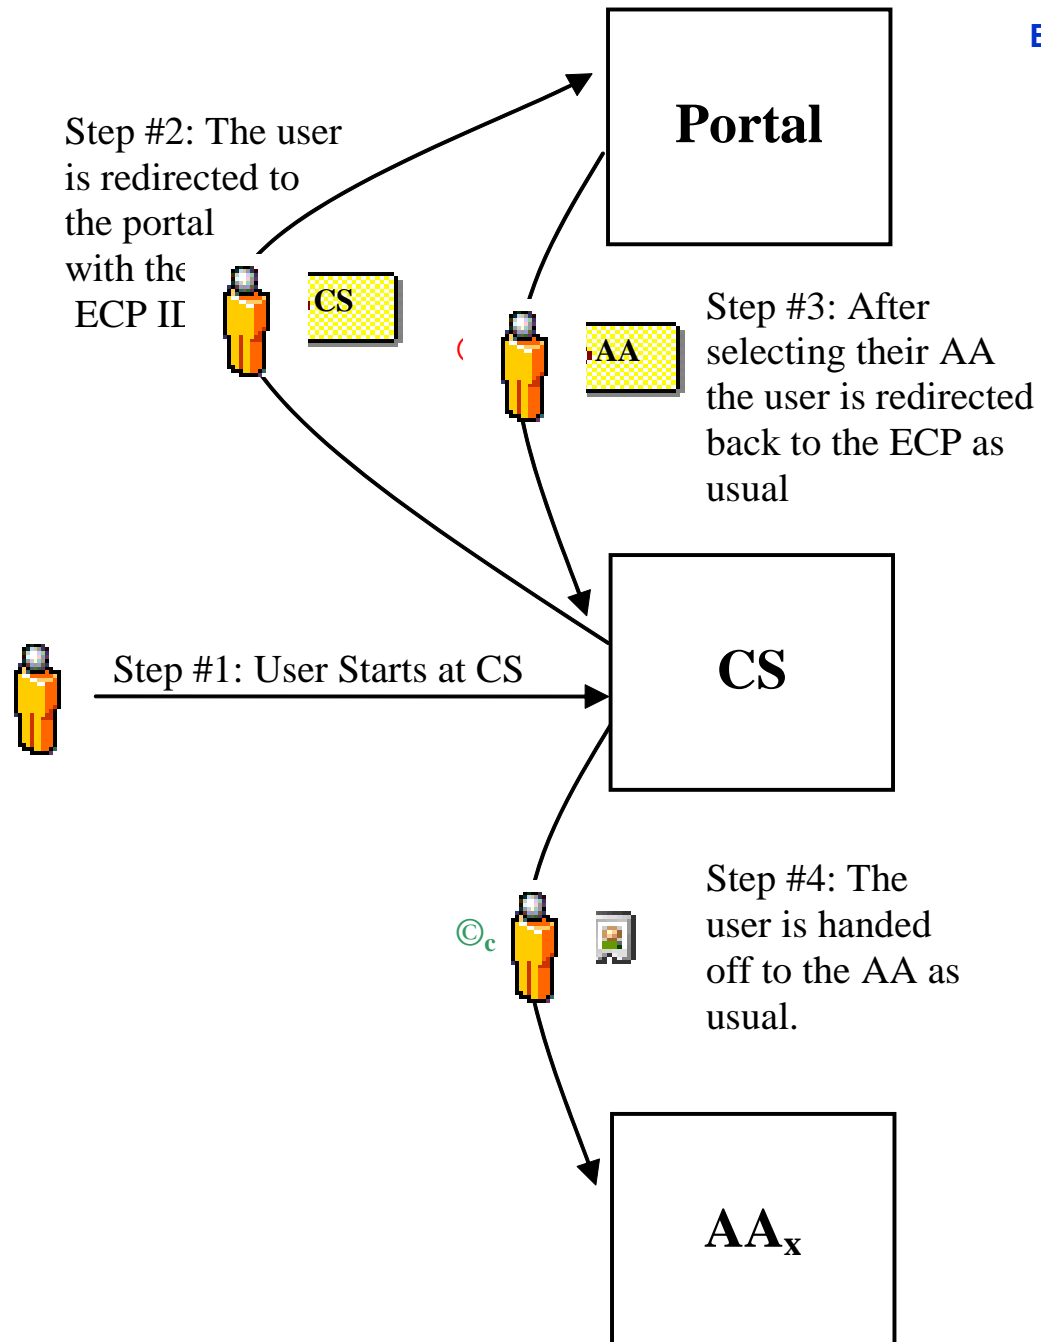 Portal
Step #2: The user
is redirected to
the portal
with the
ECP
CS
AA
Step #3: After
selecting their AA
the user is redirected
back to the ECP as
usual
Step #1: User Starts at CS
CS
©c
Step #4: The
user is handed
off to the AA as
usual.
AAx